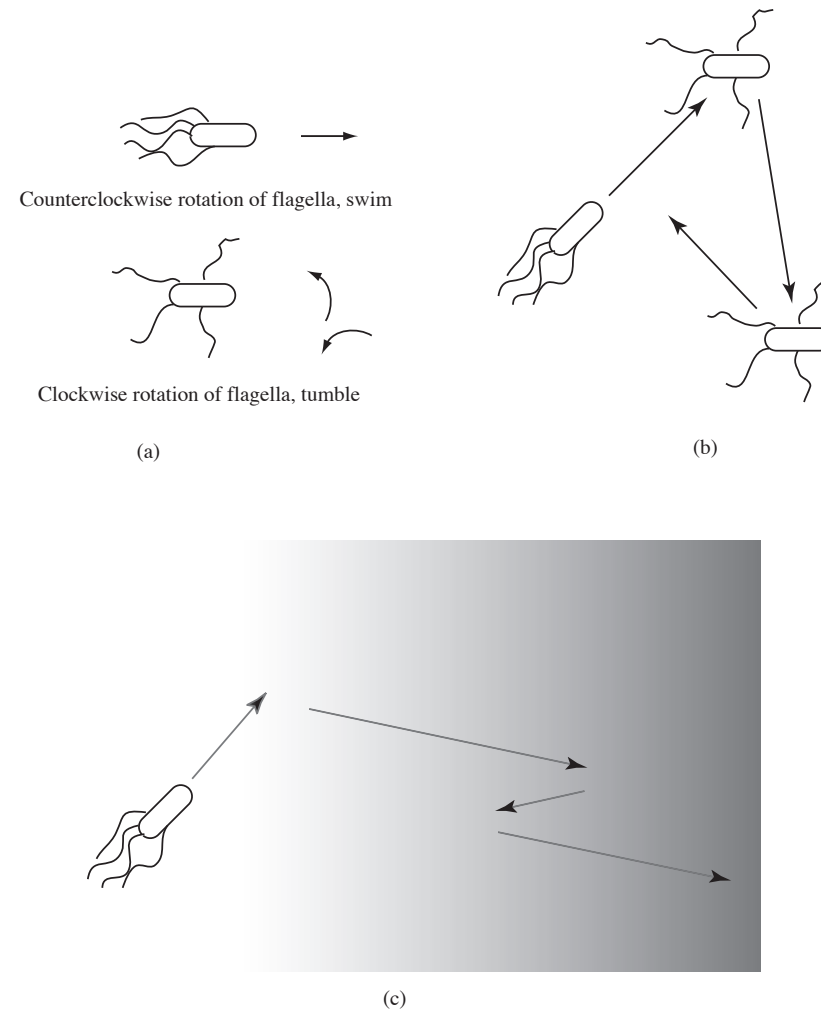 Counterclockwise rotation of flagella, swim
Clockwise rotation of flagella, tumble
(a)
(b)
(c)